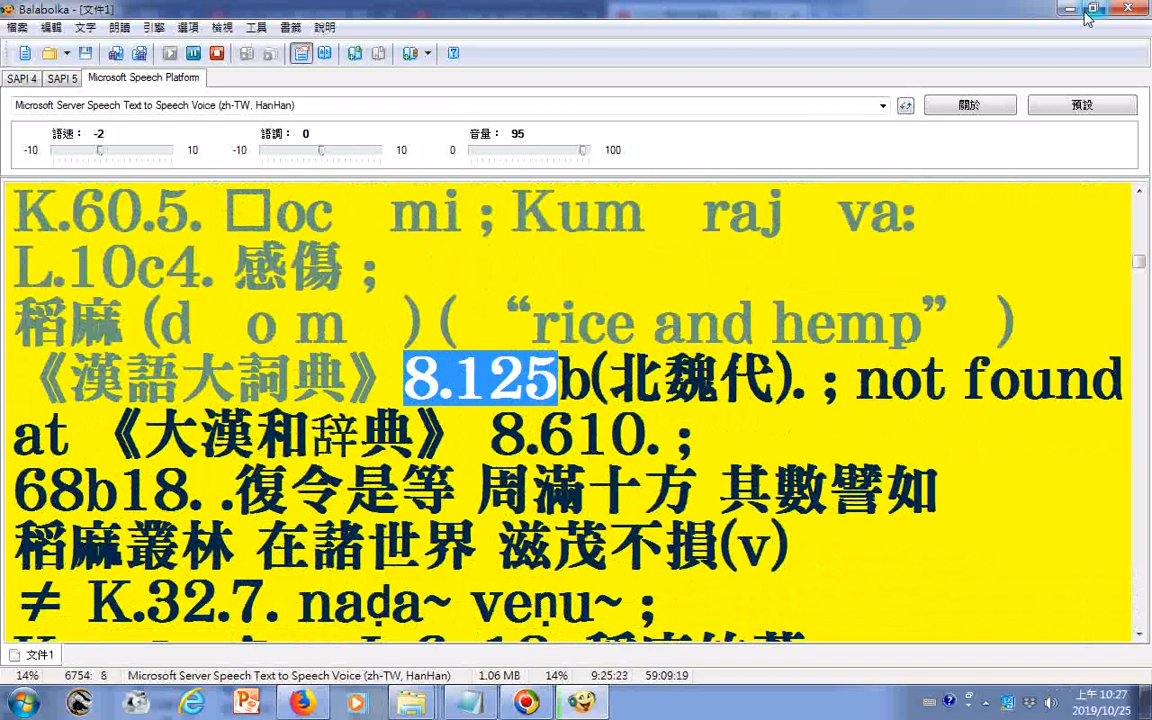 Balabolka - [文件1]
檔案 編輯 文字 朗讀 引擎 選項 檢視 工具 書籤 說明
SAPI 4 SAPI 5 Microsoft Speech Platform
Microsoft Server Speech Text to Speech Voice (zh-TW, HanHan) 關於 預設
語速： -2 語調： 0 音量： 95
-10 10 -10 10 0 100
K.60.5. □oc mi ; Kum raj va:
L.10c4. 感傷 ;
稻麻 (d o m )( “rice and hemp” )
《漢語大詞典》 8.125b(北魏代). ; not found
at 《大漢和辞典》 8.610. ;
68b18. .復令是等 周滿十方 其數譬如
稻麻叢林 在諸世界 滋茂不損(v)
≠ K.32.7. naḍa~ veṇu~ ;
文件1
14% 6754: 8 Microsoft Server Speech Text to Speech Voice (zh-TW, HanHan) 1.06 MB 14% 9:25:23 59:09:19
上午 10:27
2019/10/25